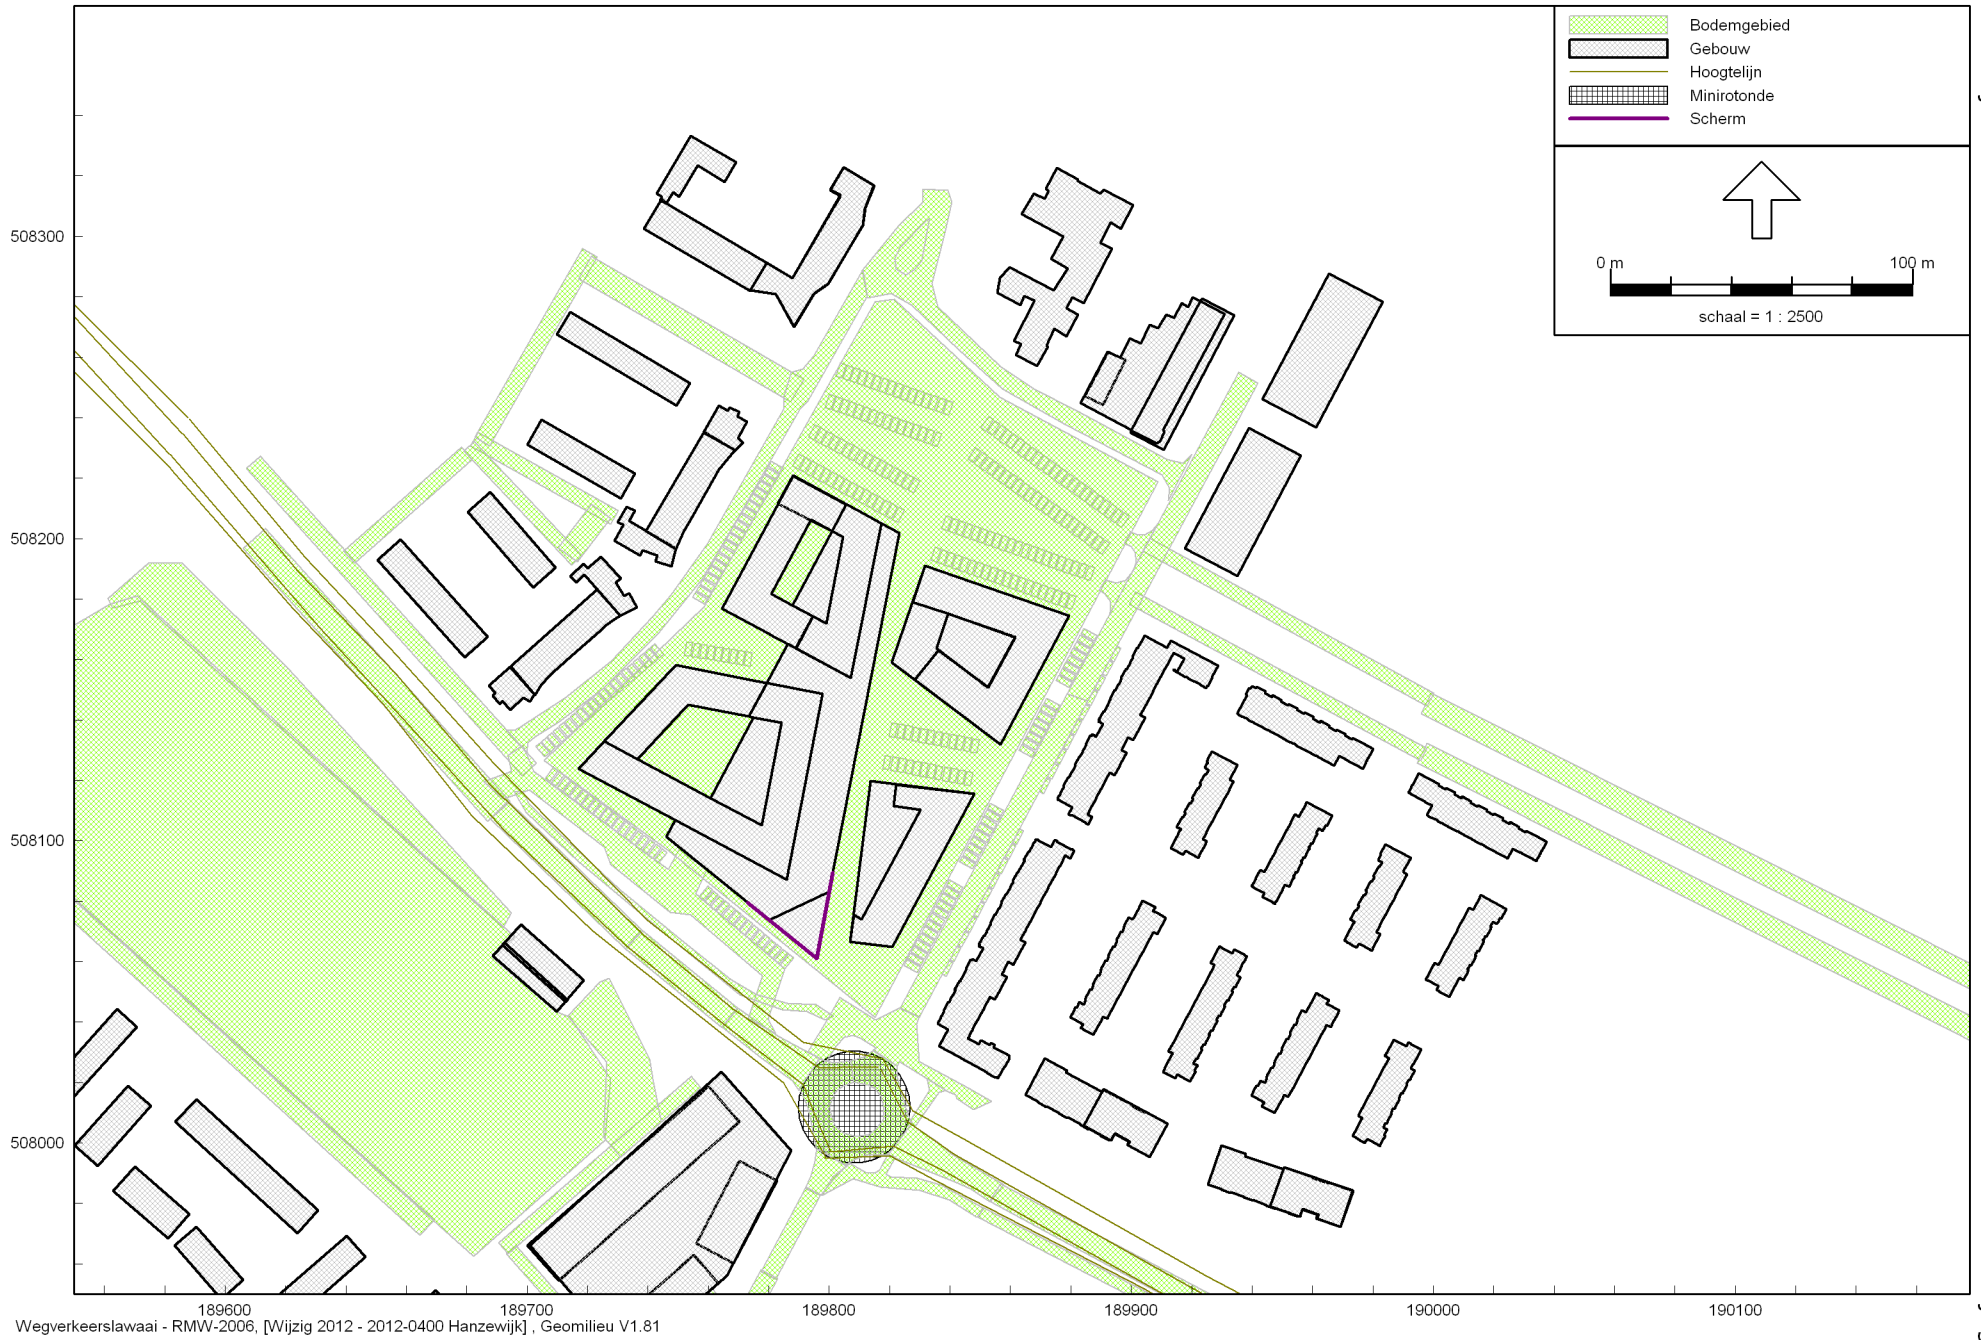 Bodemgebied
Gebouw
Hoogtelijn
Minirotonde
Scherm
0 m 100 m
schaal = 1 : 2500
508300
508200
508100
508000
189600 189700 189800 189900 190000 190100
Wegverkeerslawaai - RMW-2006, [Wijzig 2012 - 2012-0400 Hanzewijk] , Geomilieu V1.81